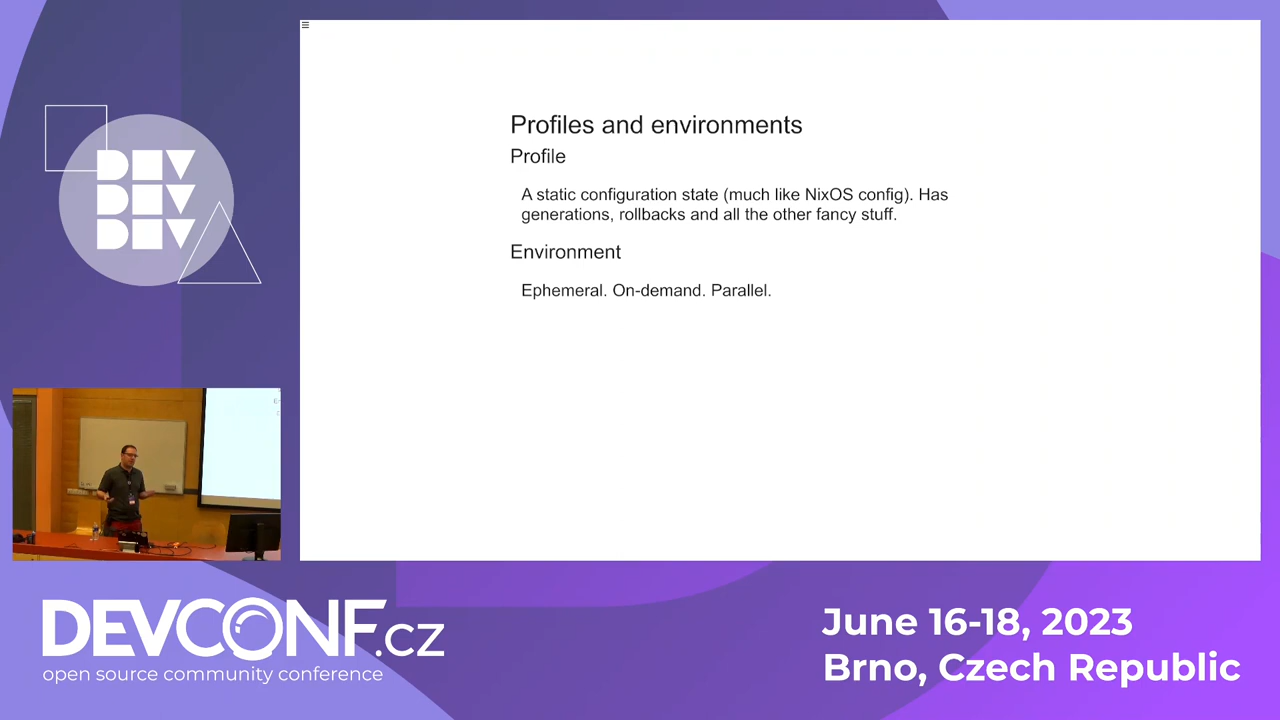 Profiles and environments
Profile
A static configuration state (much like NixOS config). Has
generations, rollbacks and all the other fancy stuff.
Environment
Ephemeral. On-demand. Parallel.
DEV
DEV
DEV
DEVCONF.cz
open source community conference
June 16-18, 2023
Brno, Czech Republic